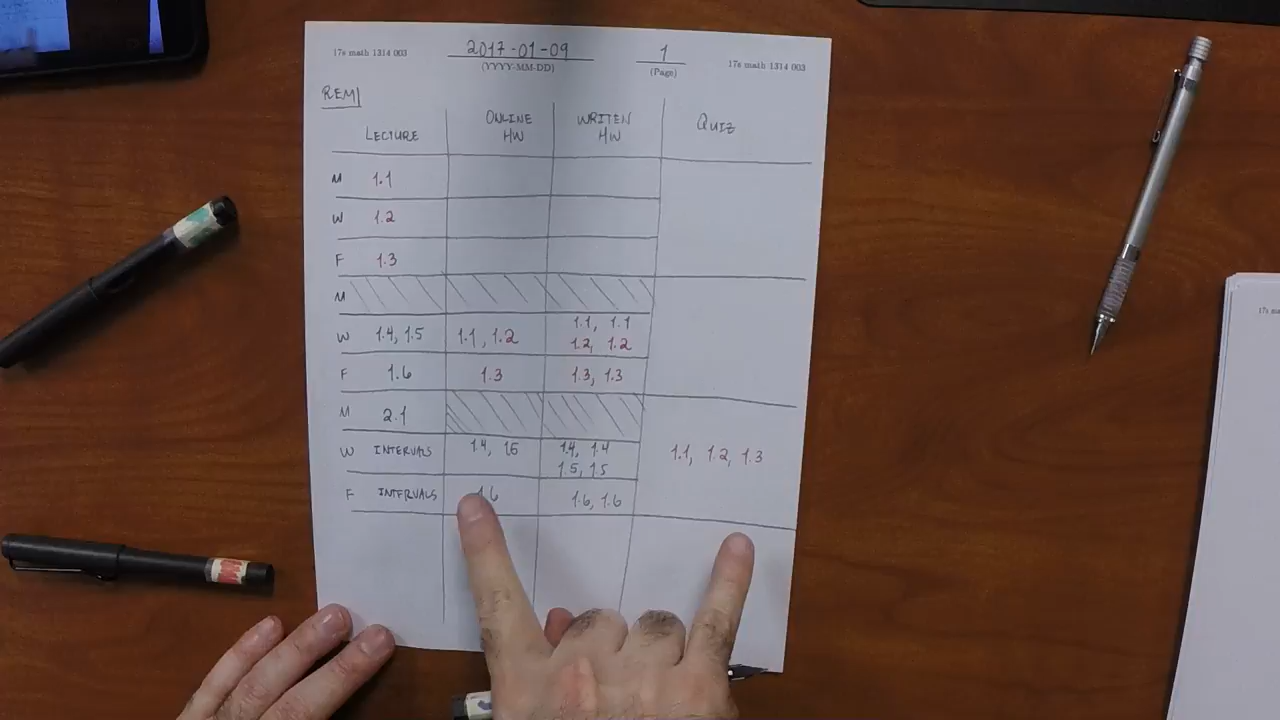 17s math 1314 003 2017-01-09 1 17s math 1314 003
(YYYY-MM-DD) (Page)
REM
LECTURE ONLINE HW WRITEN HW QUIZ
M 1.1
W 1.2
F 1.3
M
W 1.4, 1.5 1.1, 1.2 1.1, 1.1
1.2, 1.2
F 1.6 1.3 1.3, 1.3
M 2.1
W INTERVALS 1.4, 1.5 1.4, 1.4
1.5, 1.5
1.1, 1.2, 1.3
F INTERVALS 1.6 1.6, 1.6